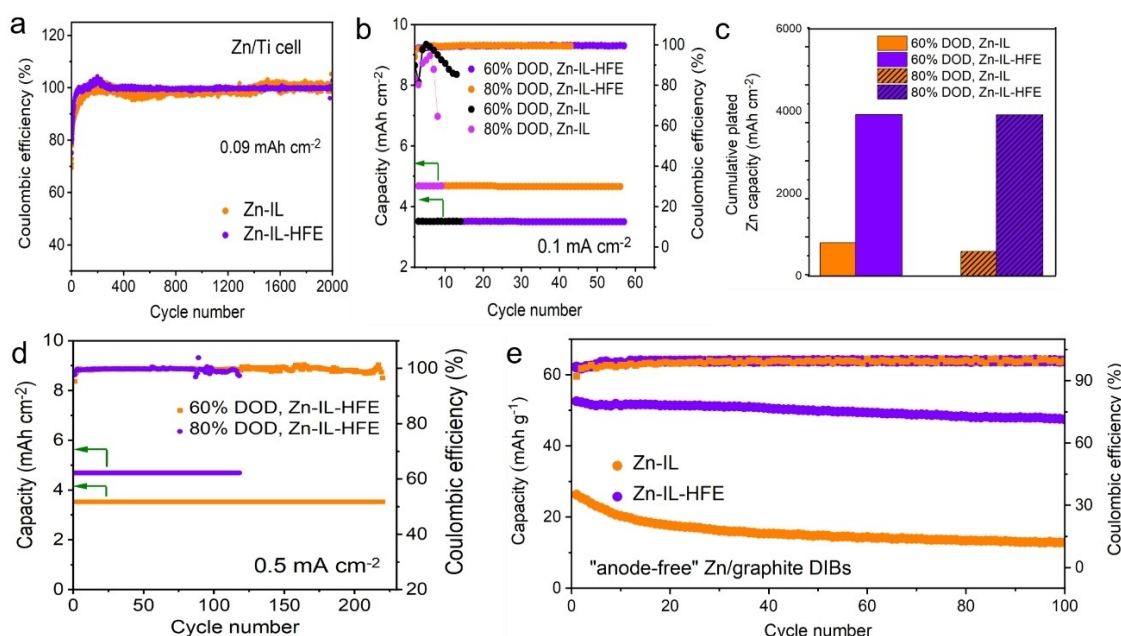 a
Coulombic efficiency (%)
120
100
80
60
40
Zn/Ti cell
0.09 mAh cm-2
Zn-IL
Zn-IL-HFE
0 400 800 1200 1600 2000
Cycle number
b
Capacity (mAh cm-2)
10
8
6
4
2
60% DOD, Zn-IL-HFE
80% DOD, Zn-IL-HFE
60% DOD, Zn-IL
80% DOD, Zn-IL
0.1 mA cm-2
100
80
60
40
20
0
Coulombic efficiency (%)
10 20 30 40 50 60
Cycle number
c
Cumulative plated
Zn capacity (mAh cm-2)
6000
4000
2000
0
60% DOD, Zn-IL
60% DOD, Zn-IL-HFE
80% DOD, Zn-IL
80% DOD, Zn-IL-HFE
d
Capacity (mAh cm-2)
10
8
6
4
2
0
60% DOD, Zn-IL-HFE
80% DOD, Zn-IL-HFE
0.5 mA cm-2
100
80
60
40
20
Coulombic efficiency (%)
0 50 100 150 200
Cycle number
e
Capacity (mAh g-1)
60
40
20
0
Zn-IL
Zn-IL-HFE
"anode-free" Zn/graphite DIBs
90
75
60
45
30
15
0
Coulombic efficiency (%)
0 20 40 60 80 100
Cycle number